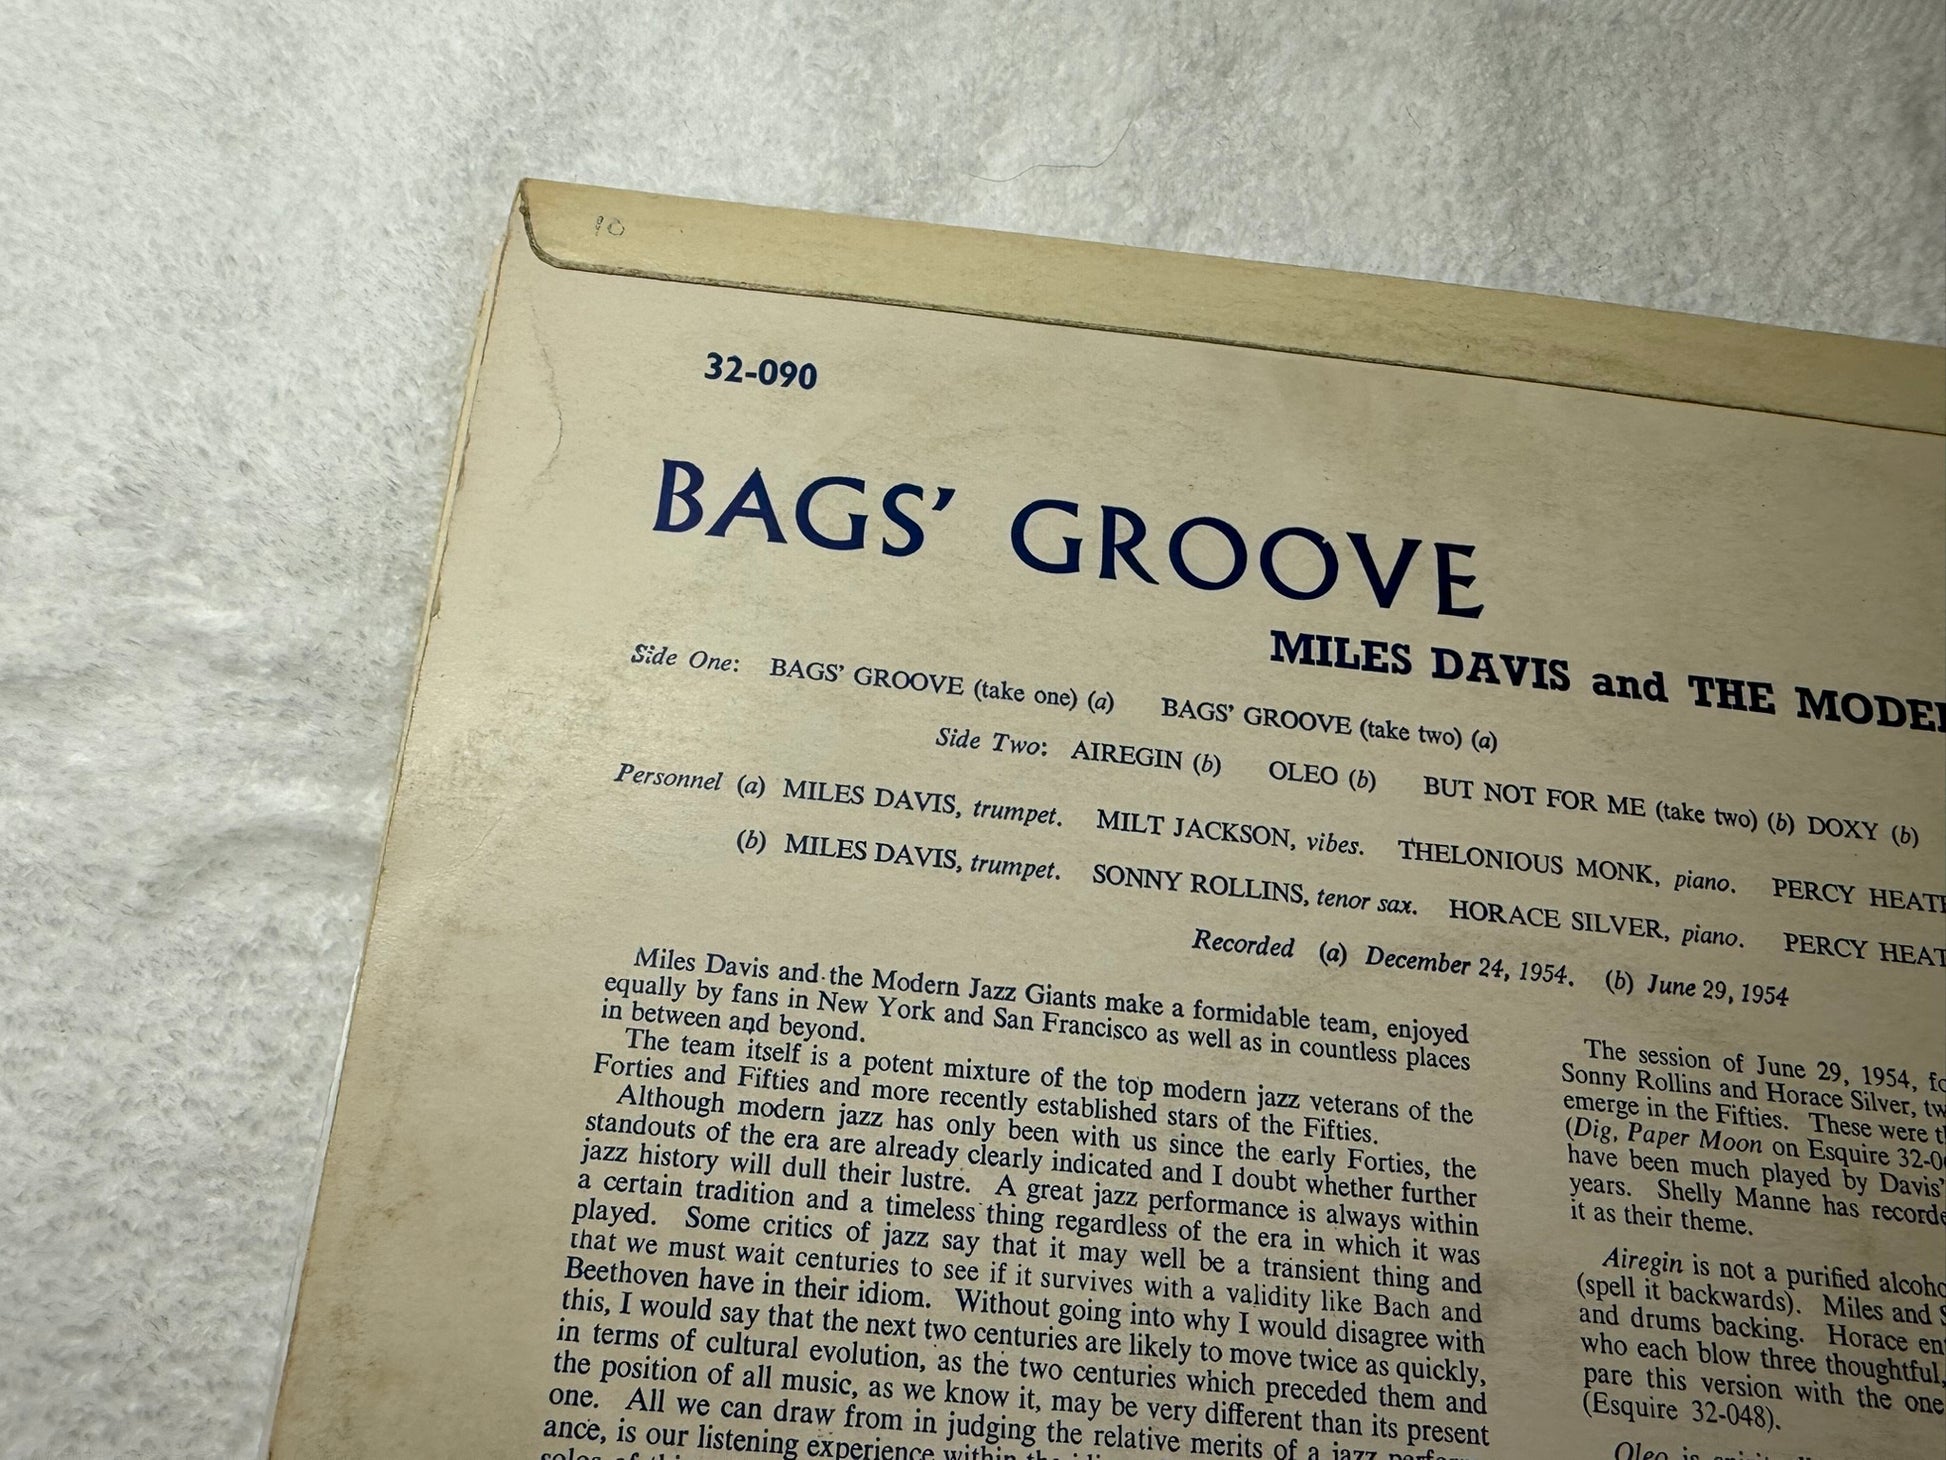 10
32-090
BAGS' GROOVE
MILES DAVIS and THE
Side One: BAGS' GROOVE (take one) (a) BAGS' GROOVE (take two) (a)
Side Two: AIREGIN (b) OLEO (b) BUT NOT FOR ME (take two) (b) DOXY (b)
Personnel (a) MILES DAVIS, trumpet. MILT JACKSON, vibes. THELONIOUS MONK, piano. PERCY
(b) MILES DAVIS, trumpet. SONNY ROLLINS, tenor sax. HORACE SILVER, piano. PERCY
Recorded (a) December 24, 1954. (b) June 29, 1954
Miles Davis and the Modern Jazz Giants make a formidable team, enjoyed
equally by fans in New York and San Francisco as well as in countless places
in between and beyond.
The team itself is a potent mixture of the top modern jazz veterans of the
Forties and Fifties and more recently established stars of the Fifties.
Although modern jazz has only been with us since the early Forties, the
standouts of the era are already clearly indicated and I doubt whether further
jazz history will dull their lustre. A great jazz performance is always within
a certain tradition and a timeless thing regardless of the era in which it was
played. Some critics of jazz say that it may well be a transient thing and
that we must wait centuries to see if it survives with a validity like Bach and
Beethoven have in their idiom. Without going into why I would disagree with
this, I would say that the next two centuries are likely to move twice as quickly,
in terms of cultural evolution, as the two centuries which preceded them and
the position of all music, as we know it, may be very different than its present
one. All we can draw from in judging the relative merits of a jazz perform-
ance, is our listening experience within the
The session of June 29, 1954,
Sonny Rollins and Horace Silver,
emerge in the Fifties. These were
(Dig, Paper Moon on Esquire
have been much played by Davis'
years. Shelly Manne has
it as their theme.
Airegin is not a purified
(spell it backwards). Miles and
and drums backing. Horace
who each blow three thoughtful,
pare this version with the one
(Esquire 32-048).
Oleo is